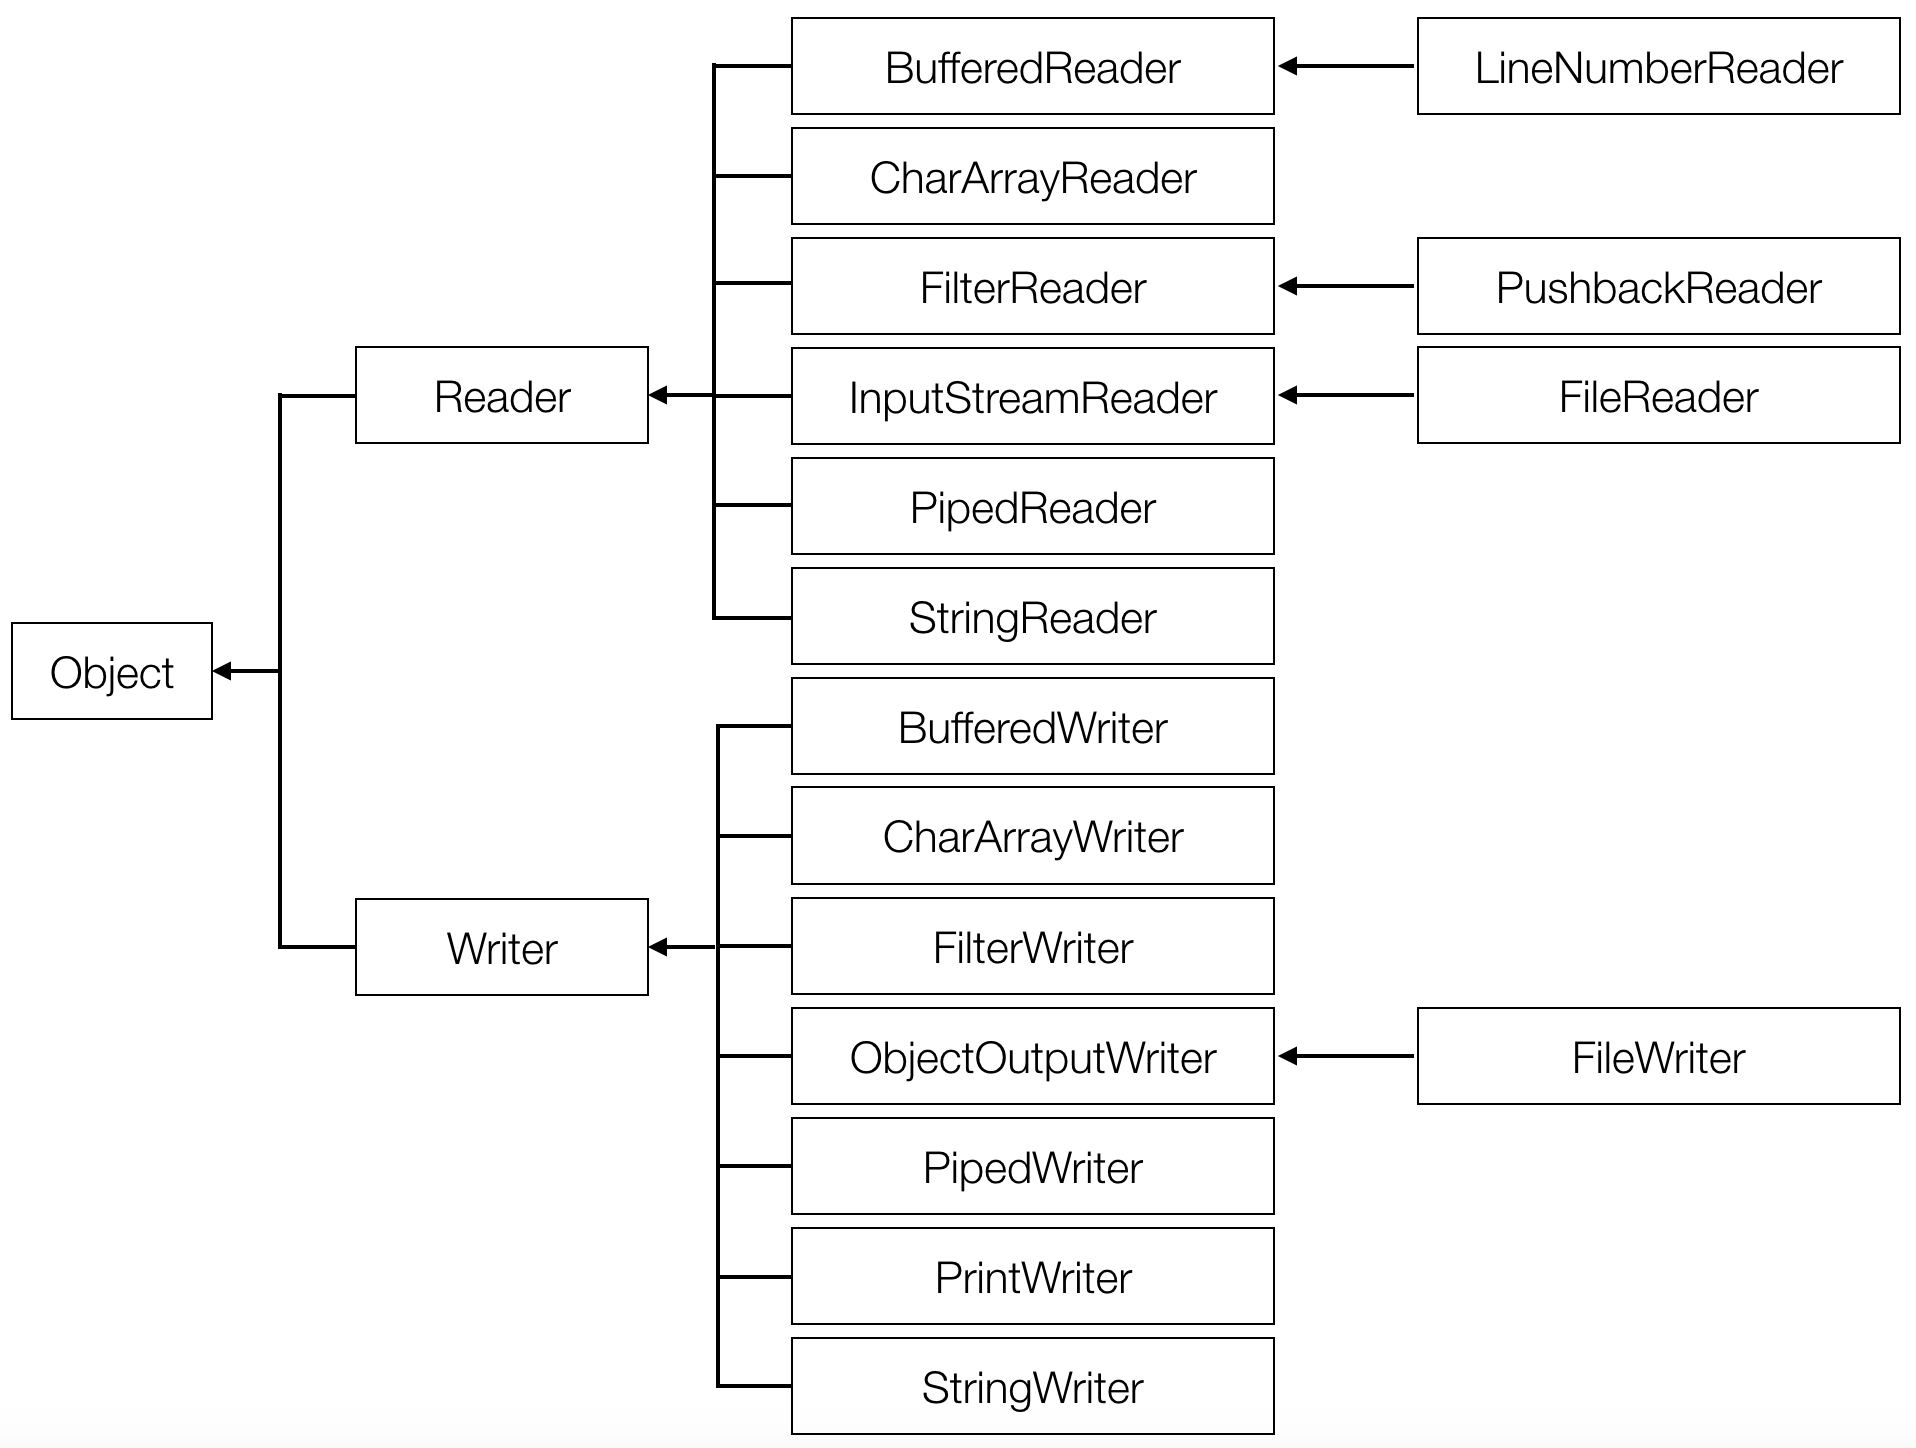 BufferedReader
LineNumberReader
CharArrayReader
FilterReader
PushbackReader
Reader
InputStreamReader
FileReader
PipedReader
StringReader
Object
BufferedWriter
CharArrayWriter
Writer
FilterWriter
ObjectOutputWriter
FileWriter
PipedWriter
PrintWriter
StringWriter